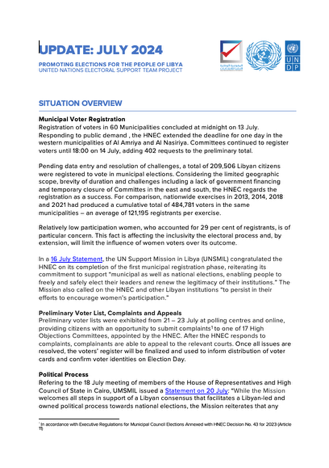 UPDATE: JULY 2024
PROMOTING ELECTIONS FOR THE PEOPLE OF LIBYA
UNITED NATIONS ELECTORAL SUPPORT TEAM PROJECT
U N
D P
SITUATION OVERVIEW
Municipal Voter Registration
Registration of voters in 60 Municipalities concluded at midnight on 13 July.
Responding to public demand , the HNEC extended the deadline for one day in the
western municipalities of Al Amriya and Al Nasiriya. Committees continued to register
voters until 18:00 on 14 July, adding 402 requests to the preliminary total.
Pending data entry and resolution of challenges, a total of 209,506 Libyan citizens
were registered to vote in municipal elections. Considering the limited geographic
scope, brevity of duration and challenges including a lack of government financing
and temporary closure of Committees in the east and south, the HNEC regards the
registration as a success. For comparison, nationwide exercises in 2013, 2014, 2018
and 2021 had produced a cumulative total of 484,781 voters in the same
municipalities – an average of 121,195 registrants per exercise.
Relatively low participation women, who accounted for 29 per cent of registrants, is of
particular concern. This fact is affecting the inclusivity the electoral process and, by
extension, will limit the influence of women voters over its outcome.
In a 16 July Statement, the UN Support Mission in Libya (UNSMIL) congratulated the
HNEC on its completion of the first municipal registration phase, reiterating its
commitment to support "municipal as well as national elections, enabling people to
freely and safely elect their leaders and renew the legitimacy of their institutions." The
Mission also called on the HNEC and other Libyan institutions "to persist in their
efforts to encourage women's participation."
Preliminary Voter List, Complaints and Appeals
Preliminary voter lists were exhibited from 21 – 23 July at polling centres and online,
providing citizens with an opportunity to submit complaints¹ to one of 17 High
Objections Committees, appointed by the HNEC. After the HNEC responds to
complaints, complainants are able to appeal to the relevant courts. Once all issues are
resolved, the voters' register will be finalized and used to inform distribution of voter
cards and confirm voter identities on Election Day.
Political Process
Refering to the 18 July meeting of members of the House of Representatives and High
Council of State in Cairo, UMSMIL issued a Statement on 20 July: "While the Mission
welcomes all steps in support of a Libyan consensus that facilitates a Libyan-led and
owned political process towards national elections, the Mission reiterates that any
¹ In accordance with Executive Regulations for Municipal Council Elections Annexed with HNEC Decision No. 43 for 2023 (Article
11)